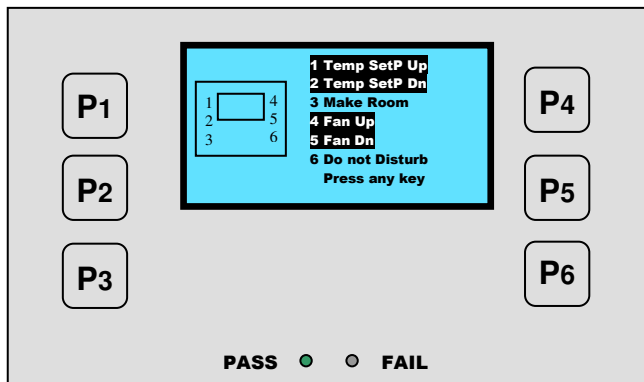 P1
P2
P3
1 4
2 5
3 6
1 Temp SetP Up
2 Temp SetP Dn
3 Make Room
4 Fan Up
5 Fan Dn
6 Do not Disturb
Press any key
P4
P5
P6
PASS FAIL